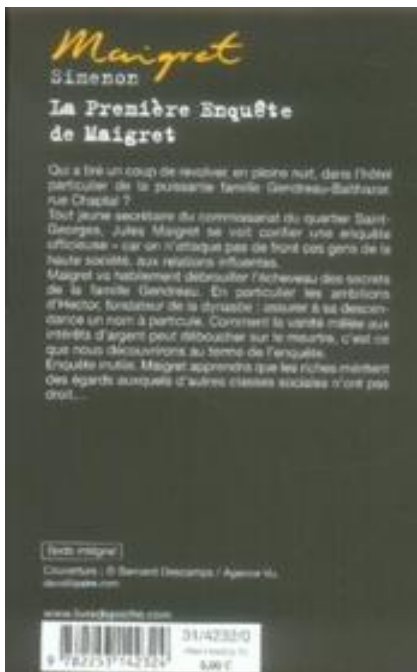 Maigret
Simenon
La Première Enquête
de Maigret
Qui a tiré un coup de revolver, en pleine nuit, dans l'hôtel
particulier de la puissante famille Gendreau-Balthazar,
rue Chaptal ?
Tout jeune secrétaire du commissariat du quartier Saint-
Georges, Jules Maigret se voit confier une enquête
officieuse – car on n'attaque pas de front ces gens de la
haute société, aux relations influentes.
Maigret va habilement débrouiller l'écheveau des secrets
de la famille Gendreau. En particulier les ambitions
d'Hector, fondateur de la dynastie : assurer à sa descen-
dance un nom à particule. Comment la vanité mêlée aux
intérêts d'argent peut déboucher sur le meurtre, c'est ce
que nous découvrirons au terme de l'enquête.
Enquête inutile. Maigret apprendra que les riches méritent
des égards auxquels d'autres classes sociales n'ont pas
droit...
Texte intégral
Couverture : © Bernard Descamps / Agence Vu.
www.livredepoche.com
31/4232/0
9 782253 142324